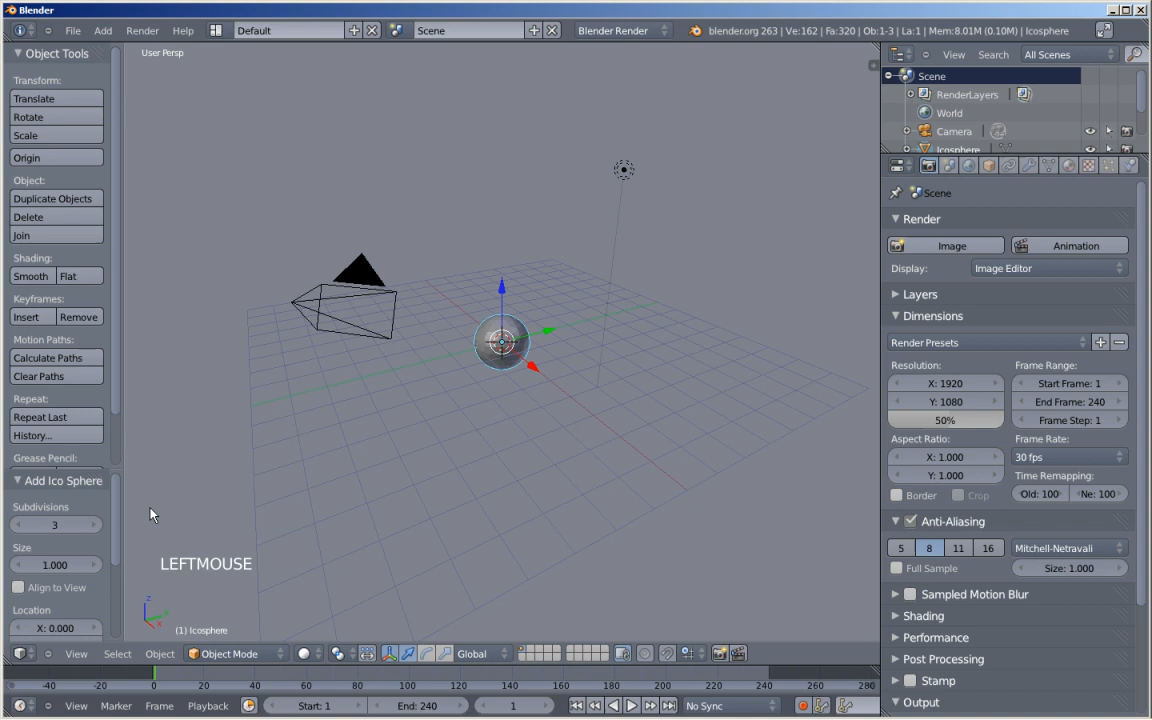 Blender
File Add Render Help Default Scene Blender Render blender.org 263 | Ve:162 | Fa:320 | Ob:1-3 | La:1 | Mem:8.01M (0.10M) | Icosphere
Object Tools
Transform:
Translate
Rotate
Scale
Origin
Object:
Duplicate Objects
Delete
Join
Shading:
Smooth Flat
Keyframes:
Insert Remove
Motion Paths:
Calculate Paths
Clear Paths
Repeat:
Repeat Last
History...
Grease Pencil:
Add Ico Sphere
Subdivisions
3
Size
1.000
Align to View
Location
X: 0.000
User Persp
LEFTMOUSE
z
(1) Icosphere
View Search All Scenes
Scene
RenderLayers
World
Camera
Icosphere
Scene
Render
Image Animation
Display: Image Editor
Layers
Dimensions
Render Presets
Resolution: Frame Range:
X: 1920 Start Frame: 1
Y: 1080 End Frame: 240
50% Frame Step: 1
Aspect Ratio: Frame Rate:
X: 1.000 30 fps
Y: 1.000 Time Remapping:
Border Crop Old: 100 Ne: 100
Anti-Aliasing
5 8 11 16 Mitchell-Netravali
Full Sample Size: 1.000
Sampled Motion Blur
Shading
Performance
Post Processing
Stamp
Output
View Select Object Object Mode Global
-40 -20 0 20 40 60 80 100 120 140 160 180 200 220 240 260 280
View Marker Frame Playback Start: 1 End: 240 1 No Sync